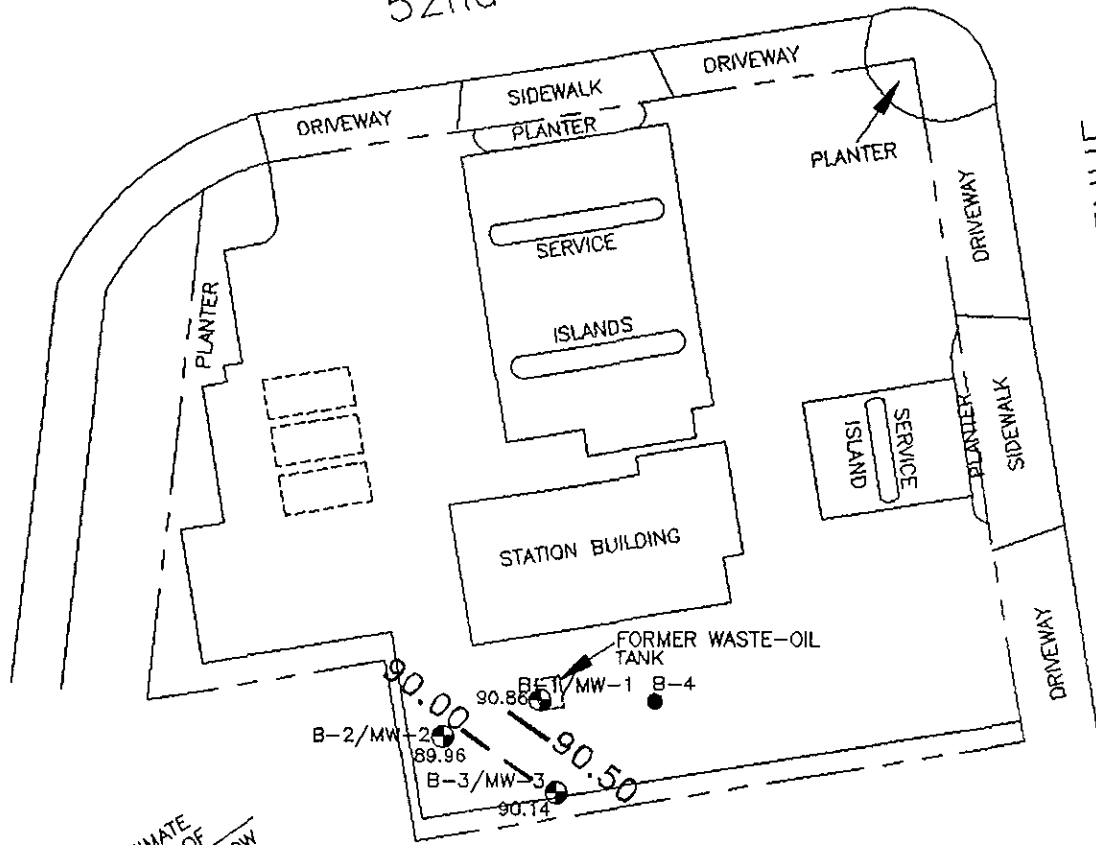 52nd
DRIVEWAY
SIDEWALK
DRIVEWAY
PLANTER
PLANTER
DRIVEWAY
SERVICE
PLANTER
ISLANDS
SERVICE
ISLAND
PLANTER
SIDEWALK
STATION BUILDING
FORMER WASTE-OIL
TANK
DRIVEWAY
90.00
90.86
B-1/MW-1
B-4
B-2/MW-2
89.96
90.50
B-3/MW-3
90.14
OF